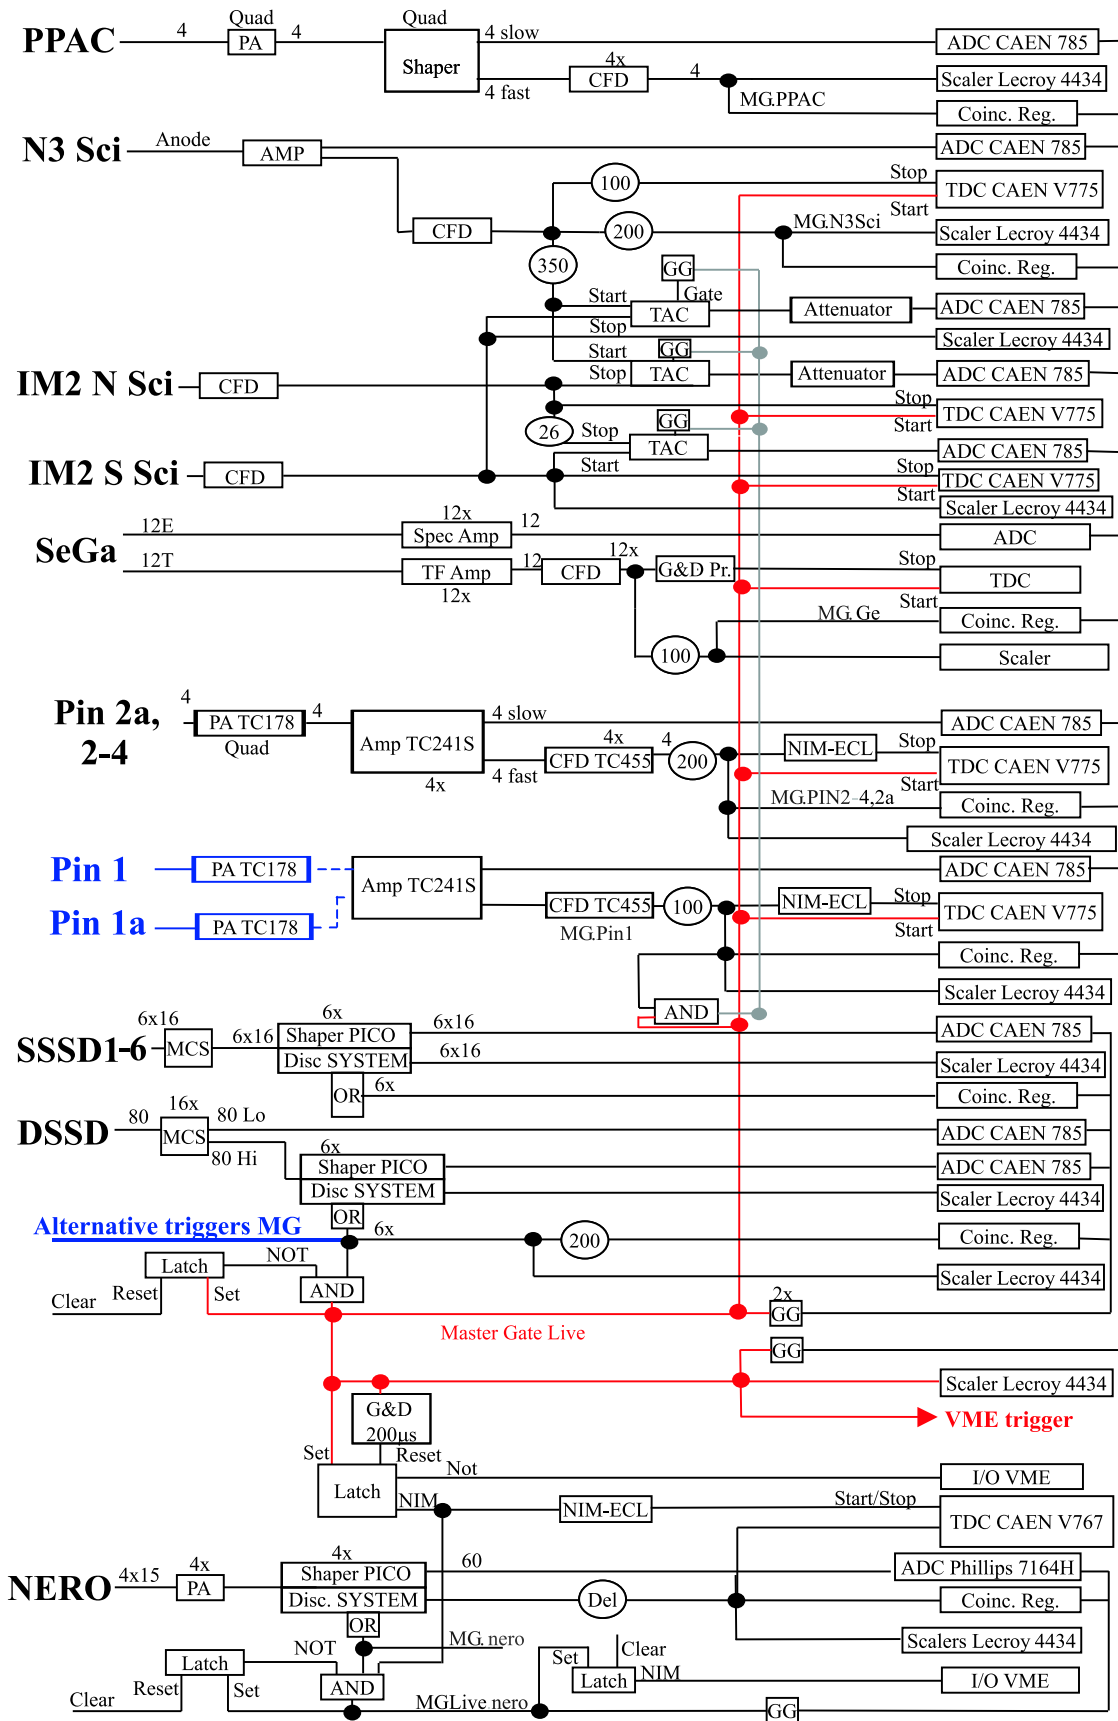 Quad
Quad
PPAC
4
PA
4
Shaper
4 slow
ADC CAEN 785
4 fast
4x
CFD
4
Scaler Lecroy 4434
MG.PPAC
Coinc. Reg.
N3 Sci
Anode
AMP
ADC CAEN 785
100
Stop
TDC CAEN V775
Start
CFD
200
MG.N3Sci
Scaler Lecroy 4434
350
GG
Coinc. Reg.
Start
Gate
TAC
Attenuator
ADC CAEN 785
Stop
Scaler Lecroy 4434
Start
GG
IM2 N Sci
CFD
Stop
TAC
Attenuator
ADC CAEN 785
Stop
TDC CAEN V775
Start
26
Stop
GG
TAC
ADC CAEN 785
IM2 S Sci
CFD
Start
Stop
TDC CAEN V775
Start
Scaler Lecroy 4434
SeGa
12E
12x
Spec Amp
12
ADC
12T
TF Amp
12x
12
CFD
12x
G&D Pr.
Stop
TDC
Start
MG.Ge
Coinc. Reg.
100
Scaler
Pin 2a,
2-4
4
PA TC178
Quad
4
Amp TC241S
4x
4 slow
ADC CAEN 785
4 fast
4x
CFD TC455
4
200
NIM-ECL
Stop
TDC CAEN V775
Start
MG.PIN2-4,2a
Coinc. Reg.
Scaler Lecroy 4434
Pin 1
PA TC178
Amp TC241S
ADC CAEN 785
Pin 1a
PA TC178
CFD TC455
MG.Pin1
100
NIM-ECL
Stop
TDC CAEN V775
Start
Coinc. Reg.
Scaler Lecroy 4434
AND
SSSD1-6
6x16
MCS
6x16
6x
Shaper PICO
Disc SYSTEM
OR
6x16
ADC CAEN 785
6x16
Scaler Lecroy 4434
6x
Coinc. Reg.
DSSD
80
16x
MCS
80 Lo
ADC CAEN 785
80 Hi
6x
Shaper PICO
Disc SYSTEM
OR
ADC CAEN 785
Scaler Lecroy 4434
Alternative triggers MG
6x
200
Coinc. Reg.
Latch
NOT
AND
Scaler Lecroy 4434
Clear
Reset
Set
2x
GG
Master Gate Live
GG
Scaler Lecroy 4434
G&D
200μs
VME trigger
Set
Reset
Latch
Not
I/O VME
NIM
NIM-ECL
Start/Stop
TDC CAEN V767
NERO
4x15
4x
PA
4x
Shaper PICO
Disc. SYSTEM
OR
60
ADC Phillips 7164H
Del
Coinc. Reg.
Scalers Lecroy 4434
MG.nero
Latch
NOT
AND
Set
Clear
Latch
NIM
I/O VME
Clear
Reset
Set
MGLive.nero
GG